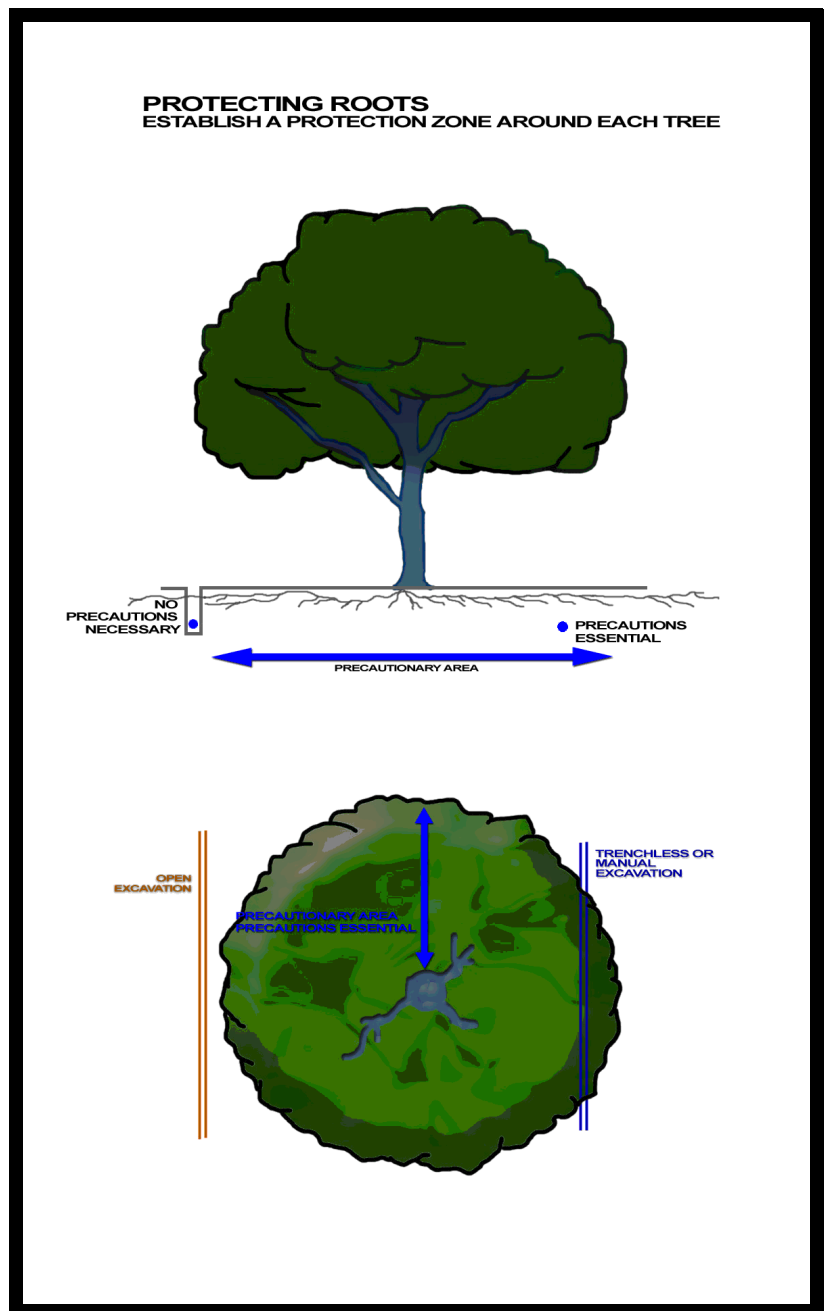 PROTECTING ROOTS
ESTABLISH A PROTECTION ZONE AROUND EACH TREE
NO
PRECAUTIONS
NECESSARY
PRECAUTIONS
ESSENTIAL
PRECAUTIONARY AREA
OPEN
EXCAVATION
PRECAUTIONARY AREA
PRECAUTIONS ESSENTIAL
TRENCHLESS OR
MANUAL
EXCAVATION